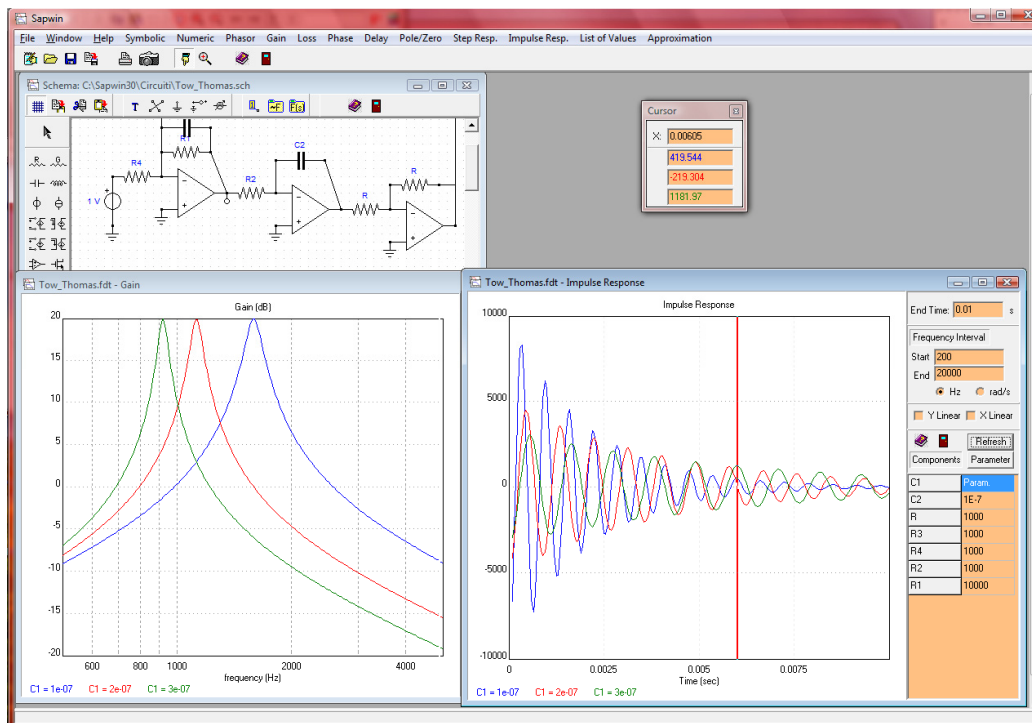 Sapwin
File Window Help Symbolic Numeric Phasor Gain Loss Phase Delay Pole/Zero Step Resp. Impulse Resp. List of Values Approximation
Schema: C:\Sapwin30\Circuiti\Tow_Thomas.sch
T
~F F(s)
R G
R1
R4
C2
R2
R
R
1 V
+
-
+
-
+
-
+
Cursor
X: 0.00605
419.544
-219.304
1181.97
Tow_Thomas.fdt - Gain
Gain (dB)
20
15
10
5
0
-5
-10
-15
-20
600 800 1000 2000 4000
frequency (Hz)
C1 = 1e-07 C1 = 2e-07 C1 = 3e-07
Tow_Thomas.fdt - Impulse Response
Impulse Response
10000
5000
0
-5000
-10000
0 0.0025 0.005 0.0075
Time (sec)
C1 = 1e-07 C1 = 2e-07 C1 = 3e-07
End Time: 0.01 s
Frequency Interval
Start 200
End 20000
Hz rad/s
Y Linear X Linear
Refresh
Components Parameter
C1 Param.
C2 1E-7
R 1000
R3 1000
R4 1000
R2 1000
R1 10000